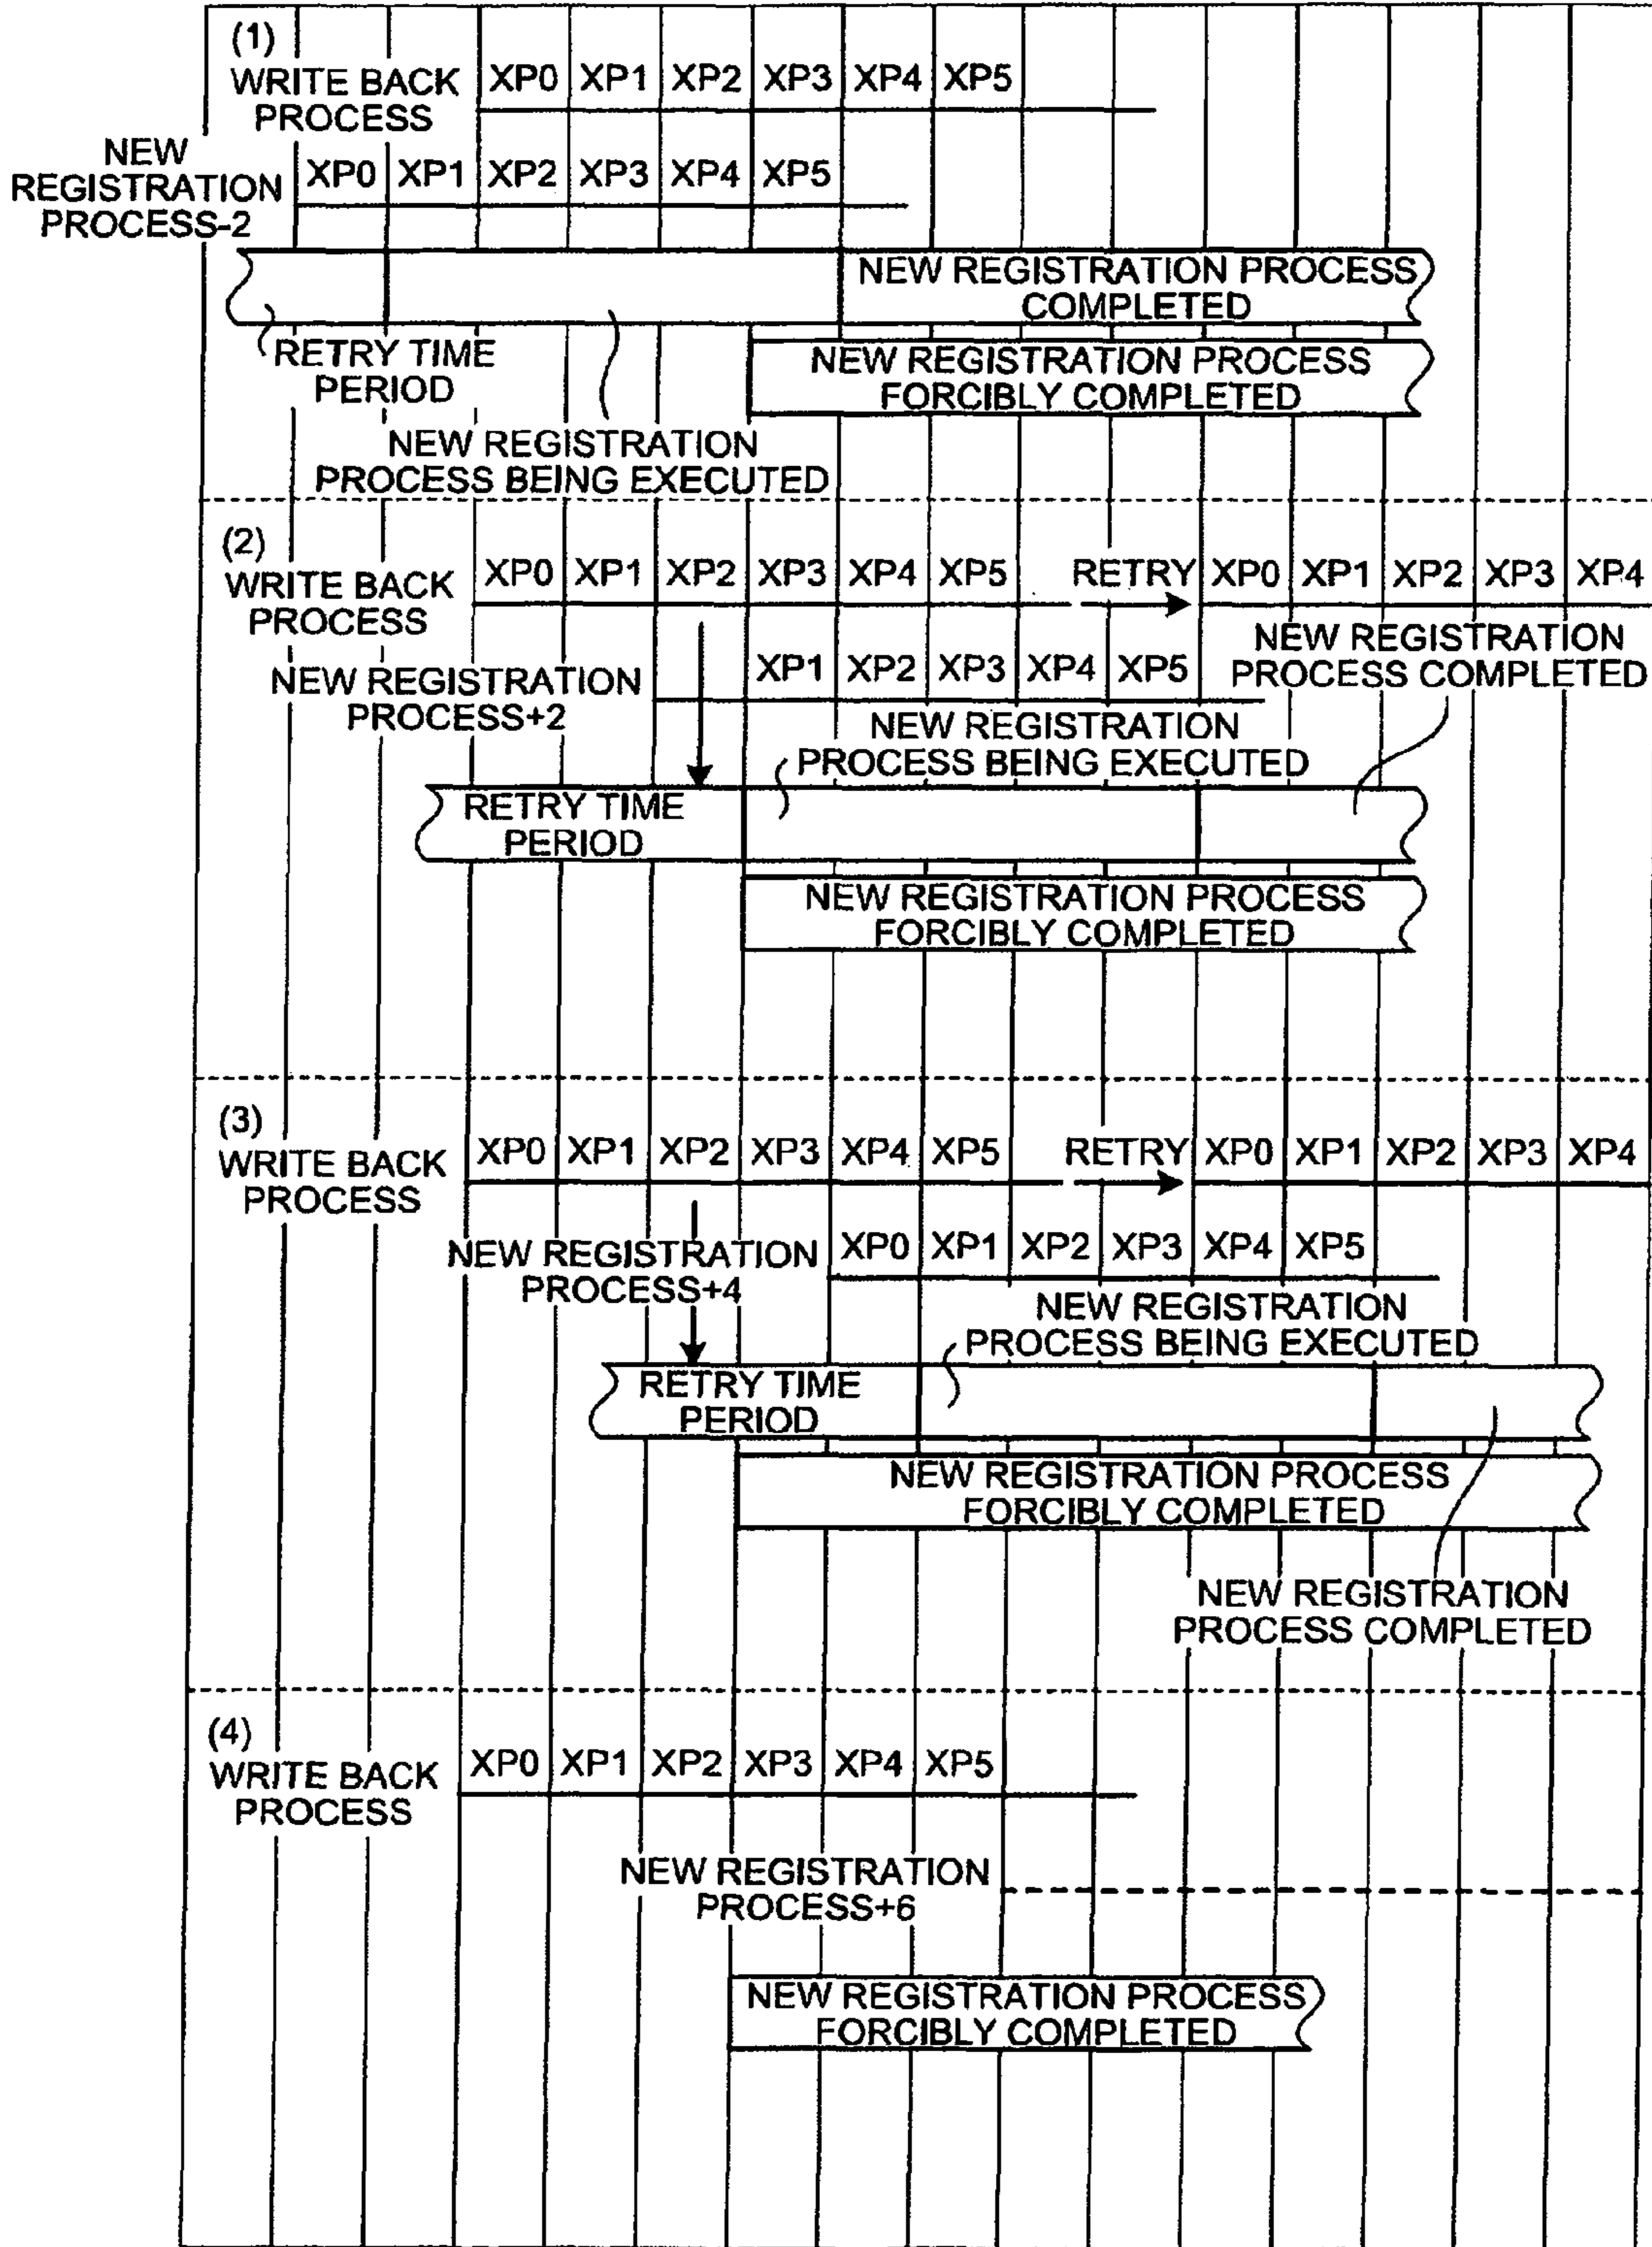 (1)
WRITE BACK PROCESS
XP0 XP1 XP2 XP3 XP4 XP5
NEW REGISTRATION PROCESS-2
XP0 XP1 XP2 XP3 XP4 XP5
NEW REGISTRATION PROCESS
COMPLETED
RETRY TIME
PERIOD
NEW REGISTRATION PROCESS
FORCIBLY COMPLETED
NEW REGISTRATION
PROCESS BEING EXECUTED
(2)
WRITE BACK
PROCESS
XP0 XP1 XP2 XP3 XP4 XP5 RETRY XP0 XP1 XP2 XP3 XP4
NEW REGISTRATION
PROCESS COMPLETED
XP1 XP2 XP3 XP4 XP5
NEW REGISTRATION
PROCESS+2
NEW REGISTRATION
PROCESS BEING EXECUTED
RETRY TIME
PERIOD
NEW REGISTRATION PROCESS
FORCIBLY COMPLETED
(3)
WRITE BACK
PROCESS
XP0 XP1 XP2 XP3 XP4 XP5 RETRY XP0 XP1 XP2 XP3 XP4
NEW REGISTRATION
PROCESS+4
XP0 XP1 XP2 XP3 XP4 XP5
NEW REGISTRATION
PROCESS BEING EXECUTED
RETRY TIME
PERIOD
NEW REGISTRATION PROCESS
FORCIBLY COMPLETED
NEW REGISTRATION
PROCESS COMPLETED
(4)
WRITE BACK
PROCESS
XP0 XP1 XP2 XP3 XP4 XP5
NEW REGISTRATION
PROCESS+6
NEW REGISTRATION PROCESS
FORCIBLY COMPLETED